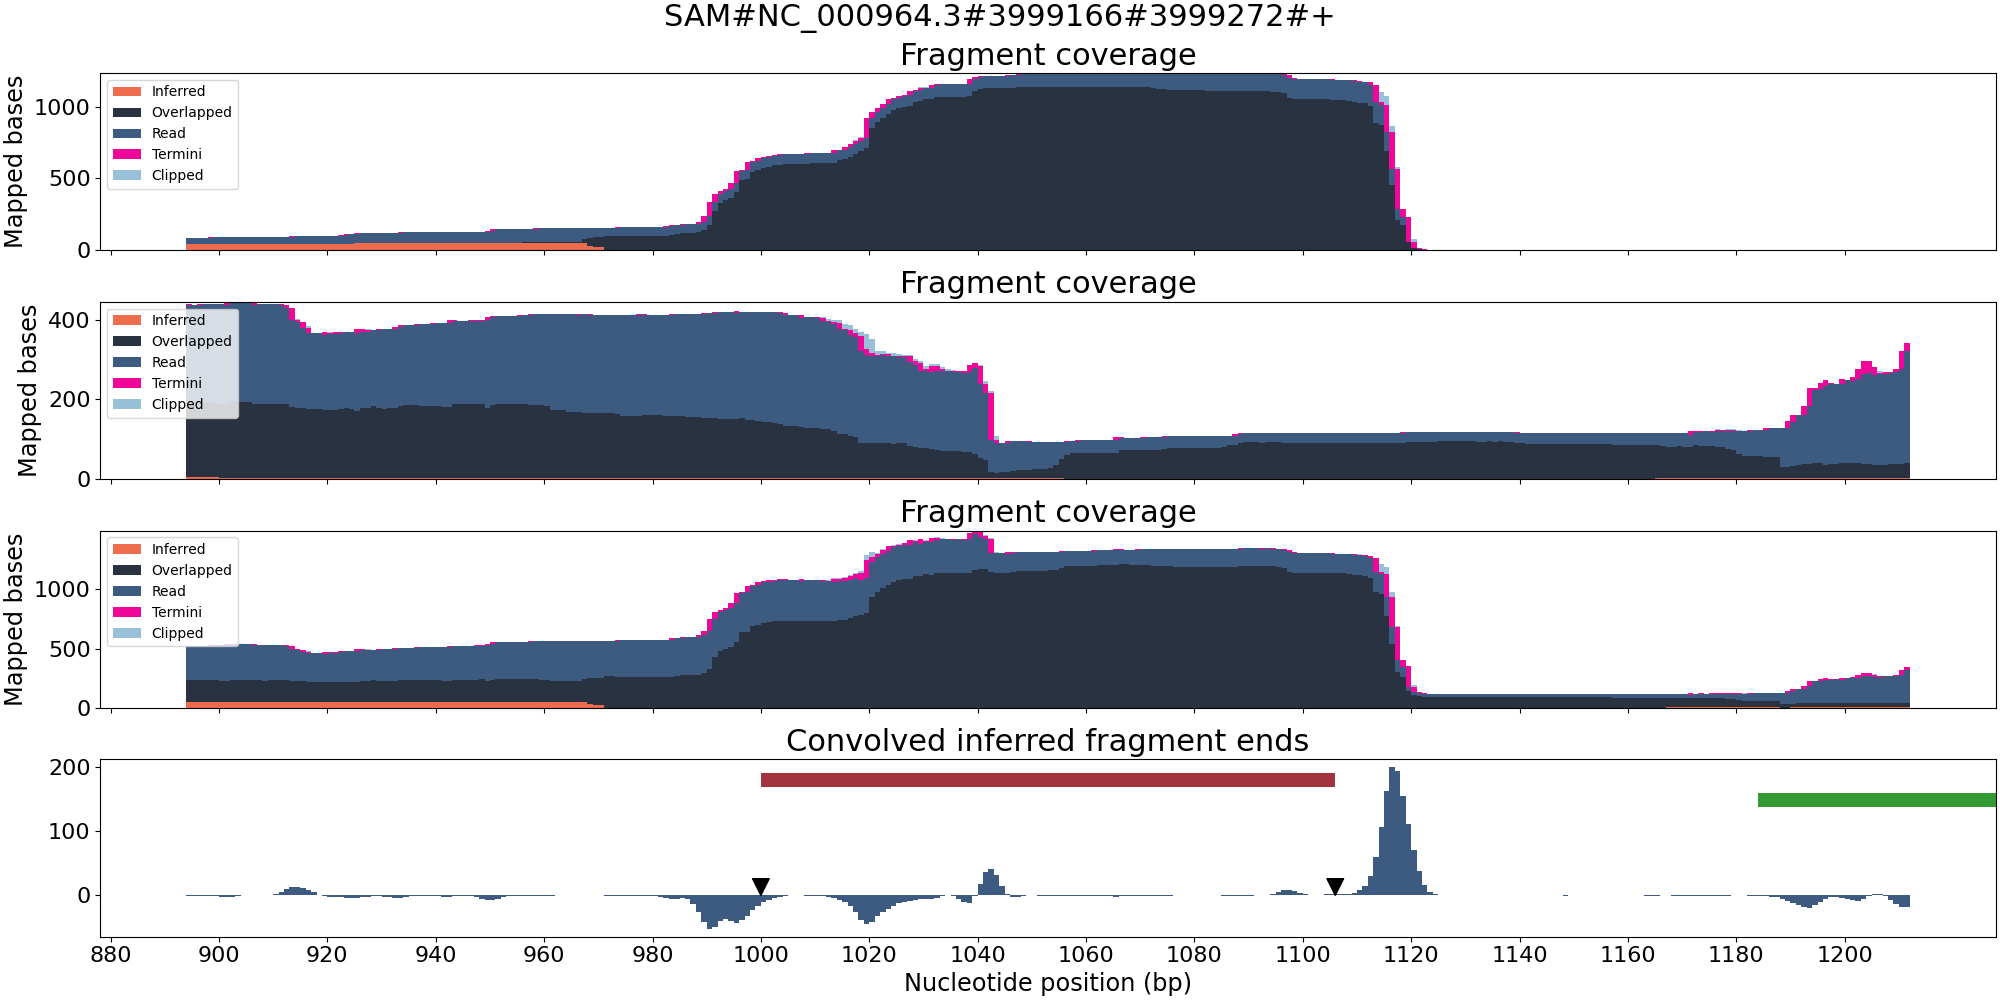 SAM#NC_000964.3#3999166#3999272#+
Fragment coverage
Mapped bases
1000
500
0
Inferred
Overlapped
Read
Termini
Clipped
Fragment coverage
Mapped bases
400
200
0
Inferred
Overlapped
Read
Termini
Clipped
Fragment coverage
Mapped bases
1000
500
0
Inferred
Overlapped
Read
Termini
Clipped
Convolved inferred fragment ends
200
100
0
880 900 920 940 960 980 1000 1020 1040 1060 1080 1100 1120 1140 1160 1180 1200
Nucleotide position (bp)